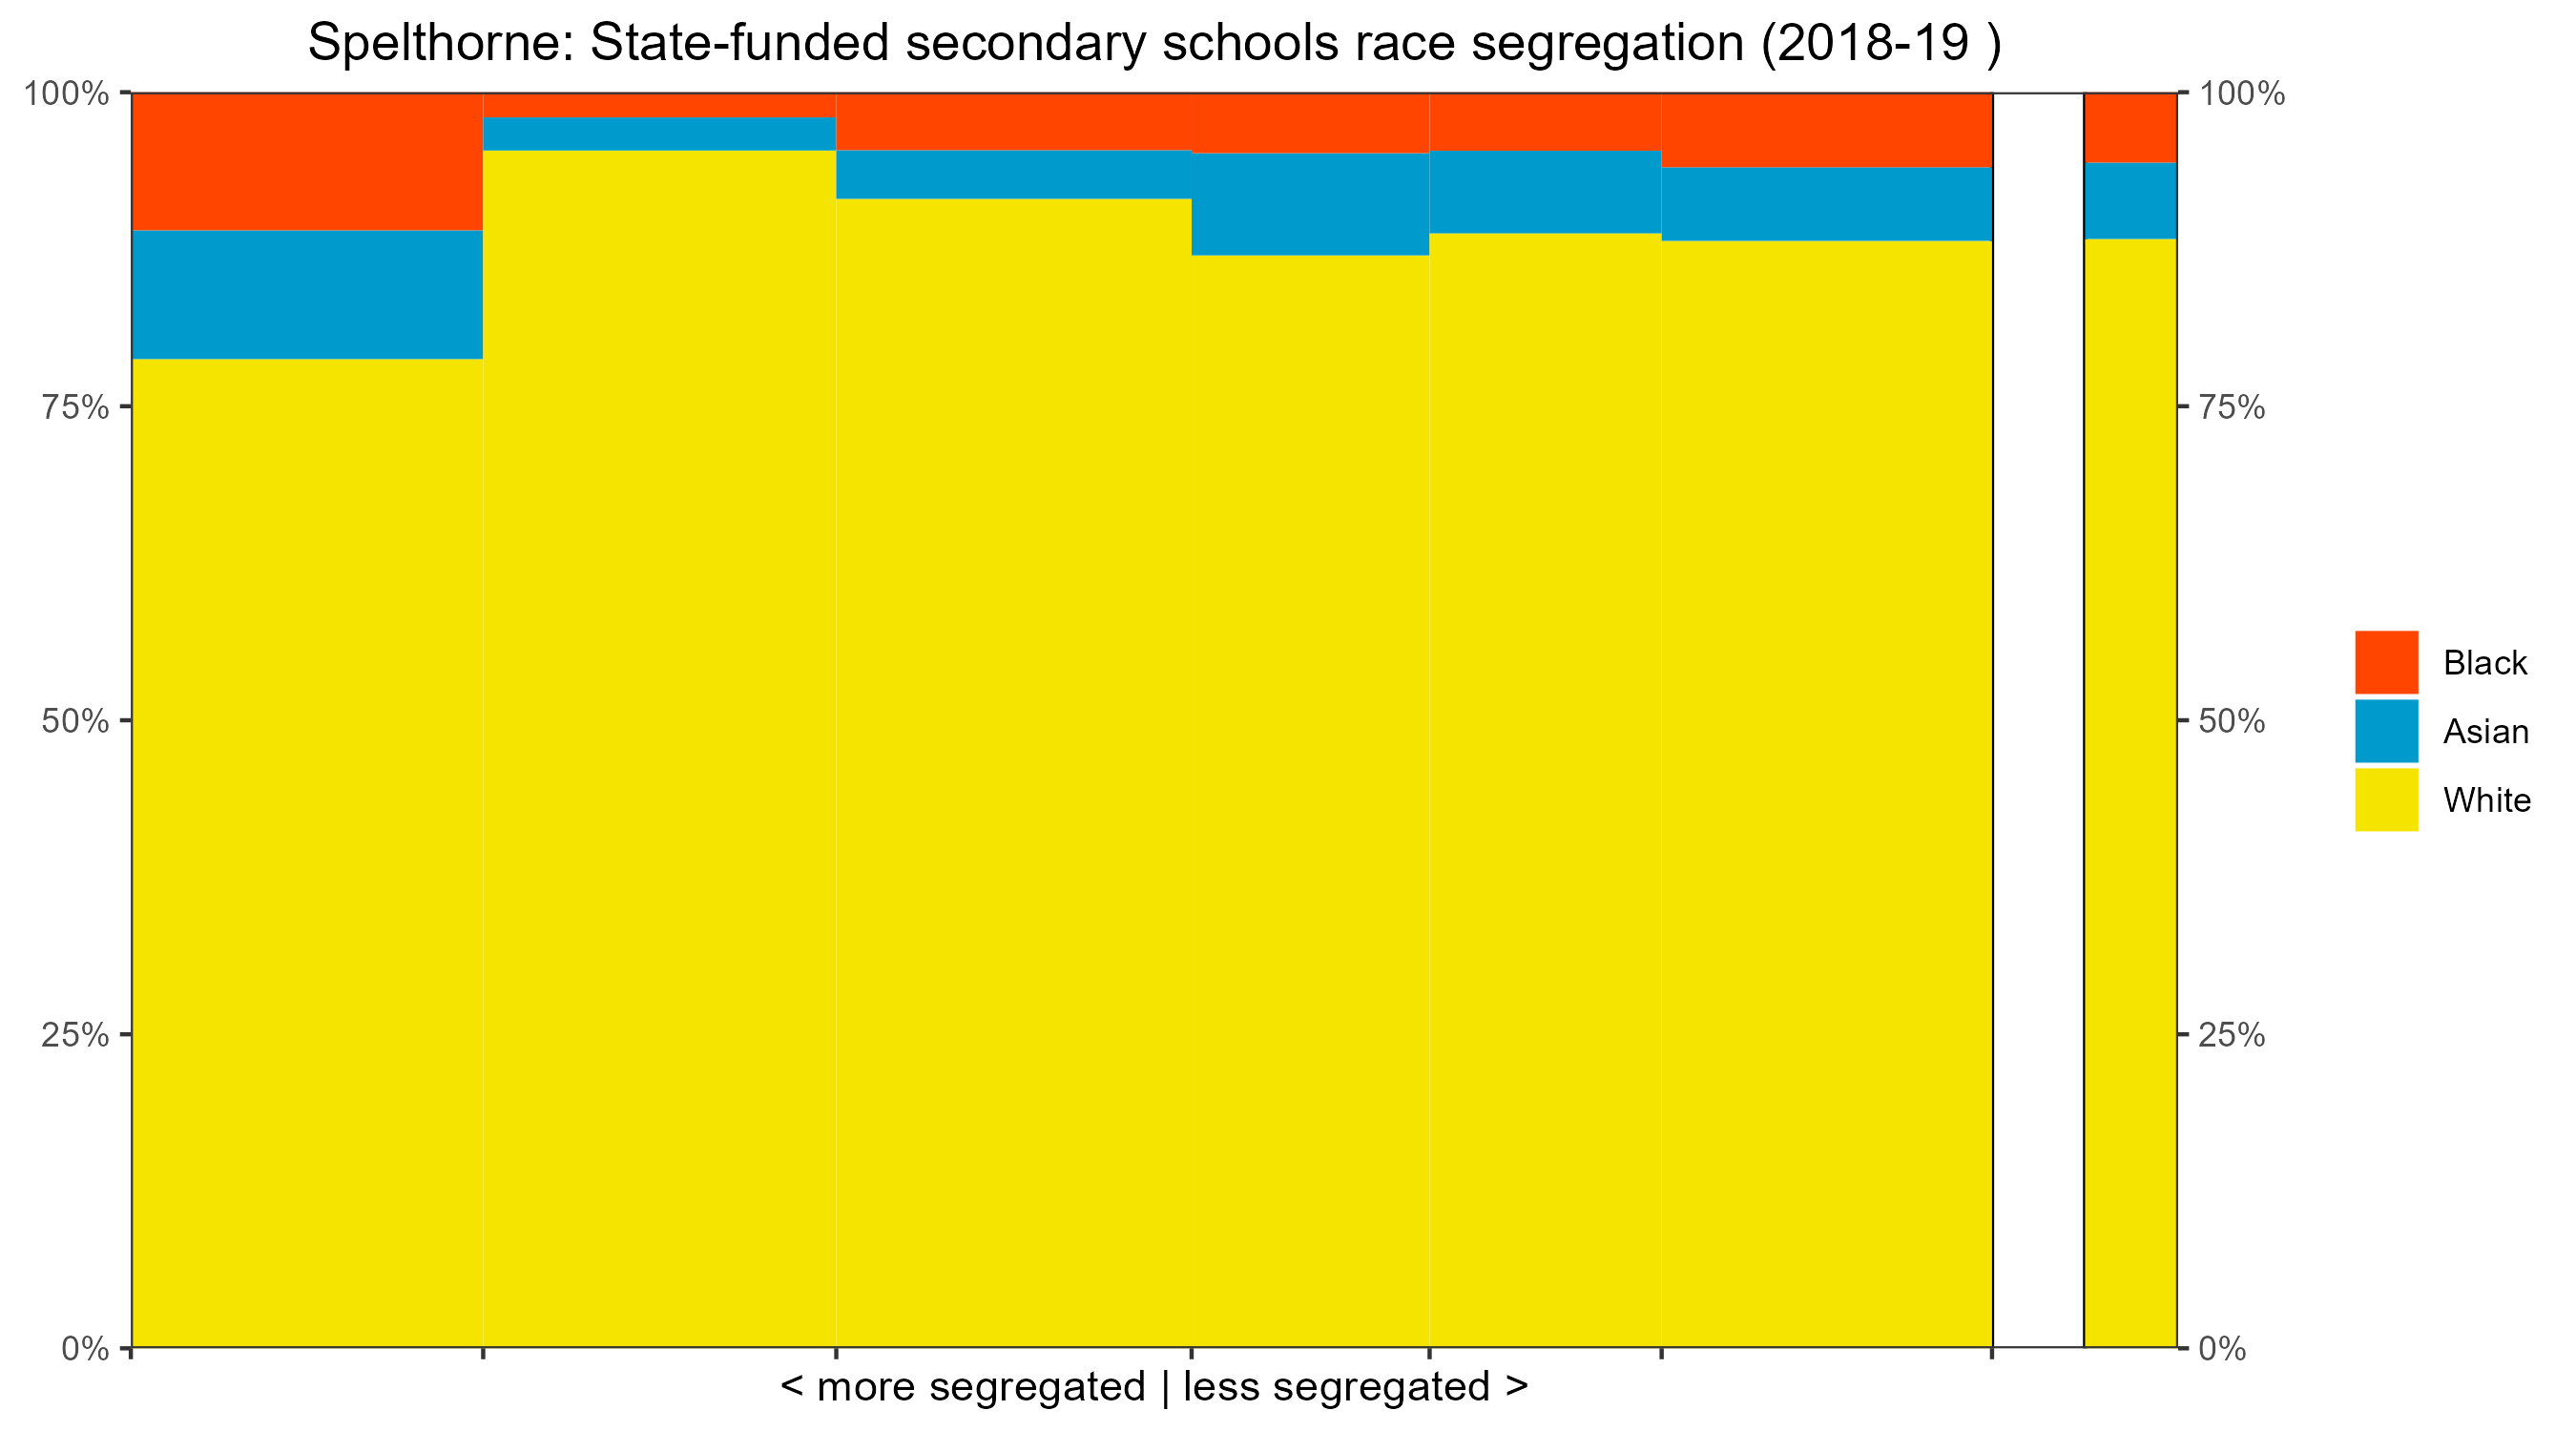 Spelthorne: State-funded secondary schools race segregation (2018-19 )
100%
75%
50%
25%
0%
100%
75%
50%
25%
0%
Black
Asian
White
< more segregated | less segregated >